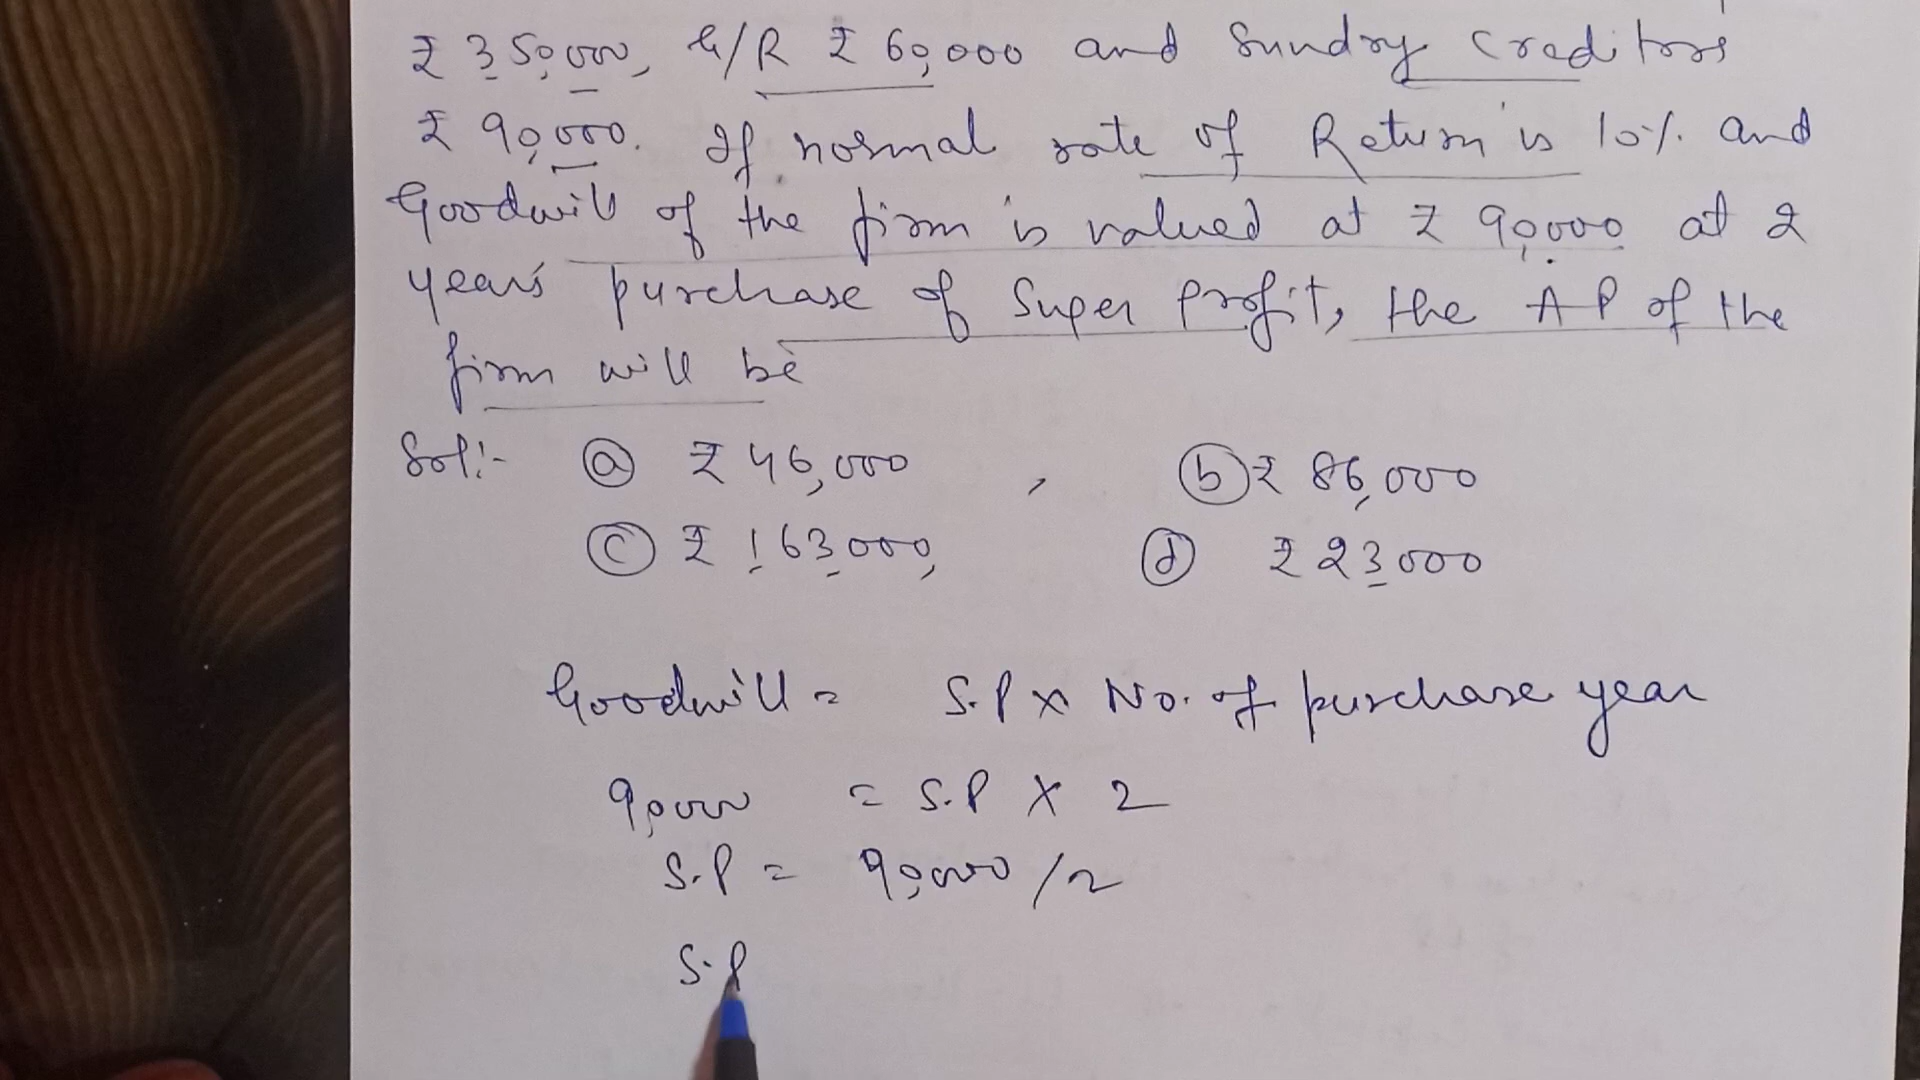 ₹ 350,000, G/R ₹ 60,000 and Sundry Creditors
₹ 90,000. If normal rate of Return is 10%. and
Goodwill of the firm is valued at ₹ 90,000 at 2
years' purchase of Super Profit, the A P of the
firm will be
Sol:- (a) ₹ 46,000 , (b) ₹ 86,000
(c) ₹ 163,000, (d) ₹ 23,000
Goodwill = S.P x No. of purchase year
90,000 = S.P x 2
S.P = 90,000 / 2
S.P